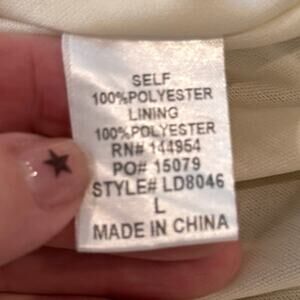 SELF
100%POLYESTER
LINING
100%POLYESTER
RN# 144954
PO# 15079
STYLE# LD8046
L
MADE IN CHINA